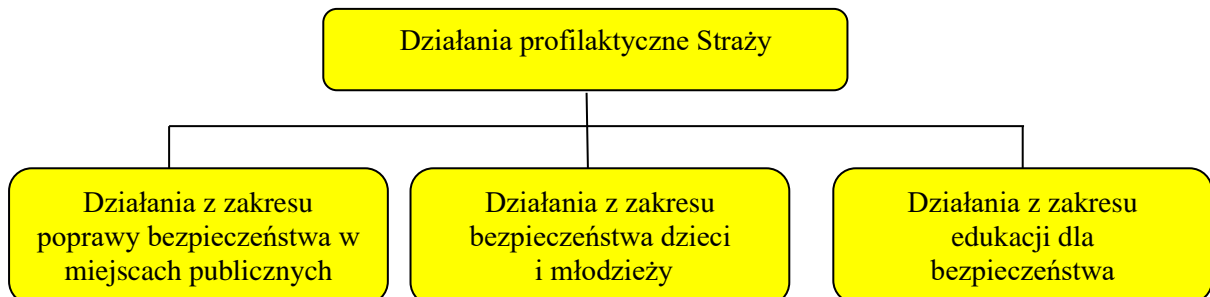 Działania profilaktyczne Straży
Działania z zakresu
poprawy bezpieczeństwa w
miejscach publicznych
Działania z zakresu
bezpieczeństwa dzieci
i młodzieży
Działania z zakresu
edukacji dla
bezpieczeństwa